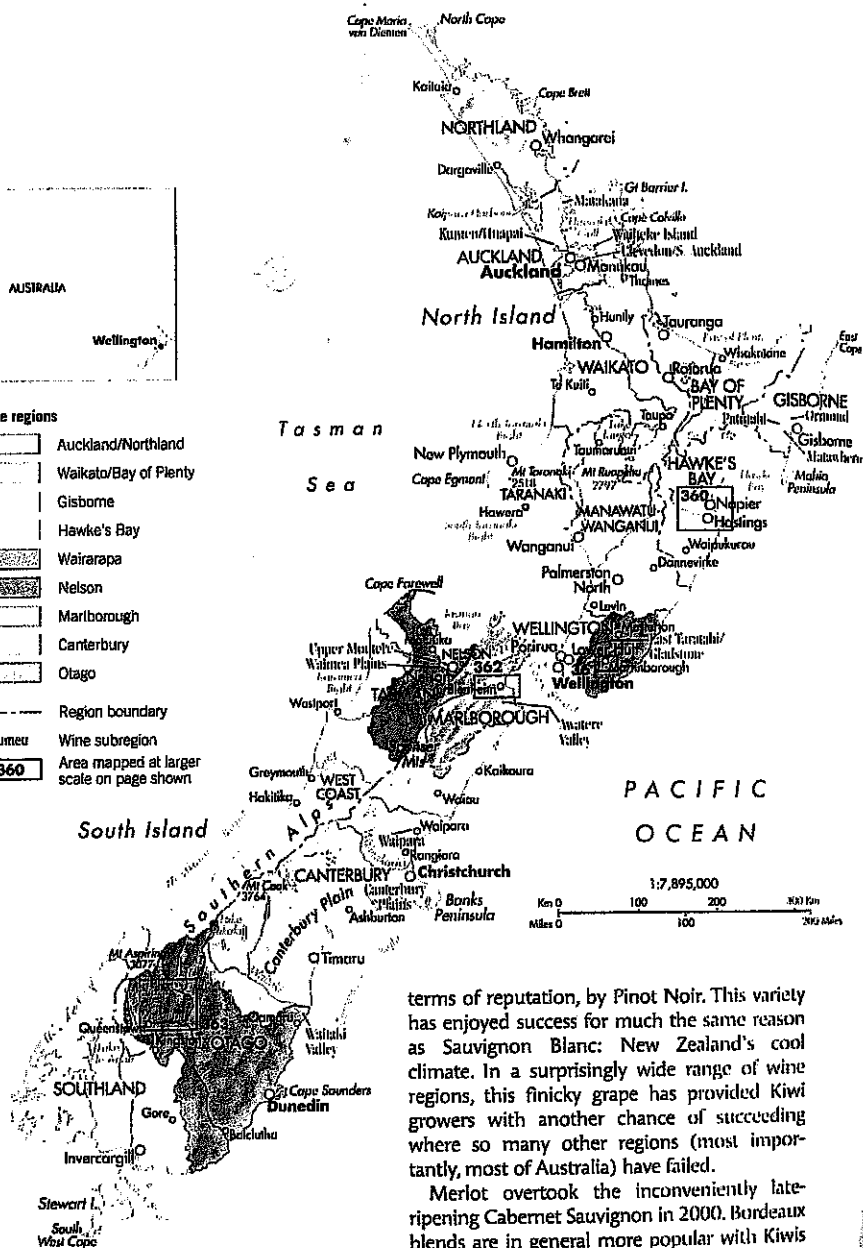 Cape Maria
van Diemen
North Cape
Kaitaia
Cape Brett
NORTHLAND
Whangarei
Dargaville
Gt Barrier I.
Matakana
Cape Colville
Kumeu/Huapai
Waiheke Island
Clevedon/S. Auckland
AUCKLAND
Auckland
Manukau
Thames
AUSTRALIA
Wellington
North Island
Huntly
Tauranga
Hamilton
Whakatane
East
Cape
WAIKATO
Rotorua
BAY OF
PLENTY
Te Kuiti
GISBORNE
Ormond
Taupo
Patutahi
Gisborne
e regions
Tasman
Sea
Auckland/Northland
Waikato/Bay of Plenty
Gisborne
Hawke's Bay
Wairarapa
Nelson
Marlborough
Canterbury
Otago
Region boundary
umeu Wine subregion
360 Area mapped at larger
scale on page shown
New Plymouth
Taumarunui
Mt Taranaki
2518
Mt Ruapehu
2797
HAWKE'S
BAY
Mahia
Peninsula
Cape Egmont
TARANAKI
360
Napier
Hastings
Hawera
MANAWATU
WANGANUI
Wanganui
Waipukurau
Dannevirke
Palmerston
North
Levin
Cape Farewell
WELLINGTON
Porirua
East Taratahi/
Gladstone
Lower Hutt
Martinborough
Wellington
Upper Moutere
Waimea Plains
NELSON
362
Blenheim
Westport
MARLBOROUGH
Awatere
Valley
Greymouth
WEST
COAST
Hokitika
Kaikoura
Waiau
South Island
Southern Alps
Waipara
Waipara
Rangiora
Christchurch
CANTERBURY
Mt Cook
3764
Canterbury
Plains
Canterbury Plain
Ashburton
Banks
Peninsula
PACIFIC
OCEAN
1:7,895,000
Km 0 100 200 300 Km
Miles 0 100 200 Miles
Timaru
Mt Aspiring
Queenstown
363
OTAGO
Waitaki
Valley
SOUTHLAND
Cape Saunders
Dunedin
Gore
Balclutha
Invercargill
Stewart I.
South
West Cape
terms of reputation, by Pinot Noir. This variety
has enjoyed success for much the same reason
as Sauvignon Blanc: New Zealand's cool
climate. In a surprisingly wide range of wine
regions, this finicky grape has provided Kiwi
growers with another chance of succeeding
where so many other regions (most impor-
tantly, most of Australia) have failed.
Merlot overtook the inconveniently late-
ripening Cabernet Sauvignon in 2000. Bordeaux
blends are in general more popular with Kiwis